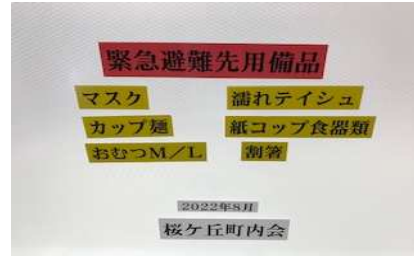 緊急避難先用備品
マスク 濡れテイシュ
カップ麺 紙コップ食器類
おむつM／L 割箸
2022年8月
桜ケ丘町内会